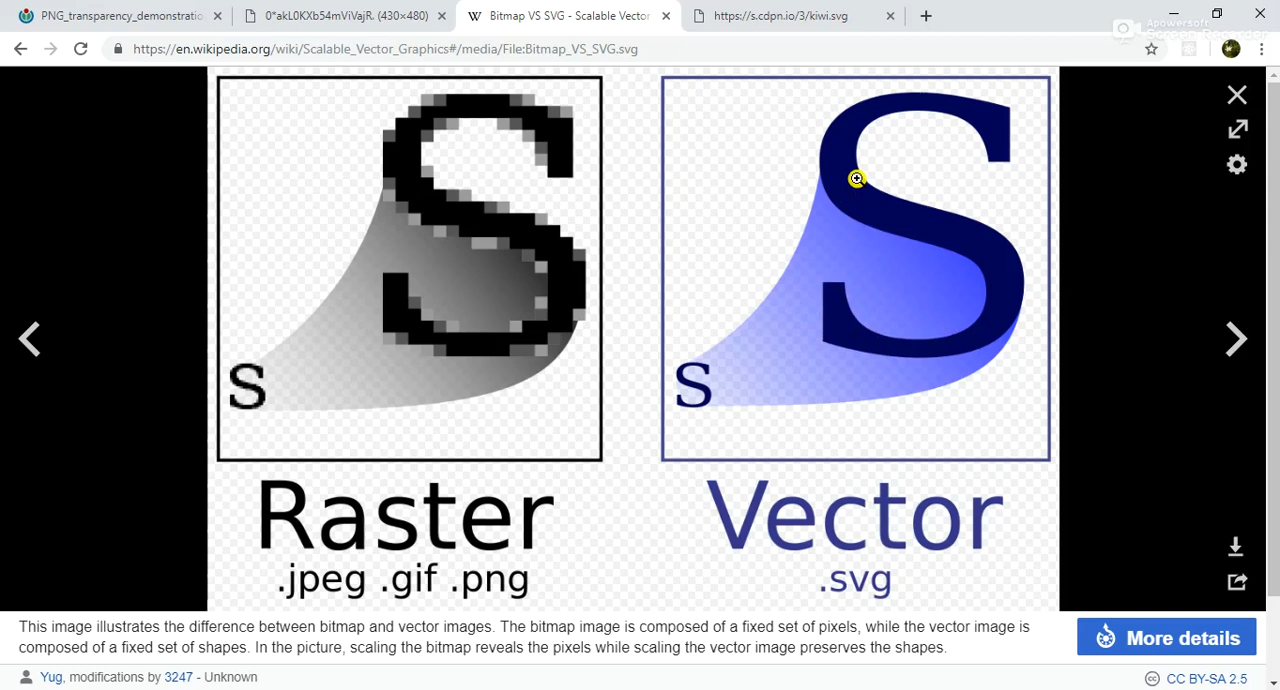 PNG_transparency_demonstratio
0*akL0KXb54mViVajR. (430×480)
Bitmap VS SVG - Scalable Vector
https://s.cdpn.io/3/kiwi.svg
Apowersoft
Screen Recorder
https://en.wikipedia.org/wiki/Scalable_Vector_Graphics#/media/File:Bitmap_VS_SVG.svg
S
S
S
S
Raster
.jpeg .gif .png
Vector
.svg
This image illustrates the difference between bitmap and vector images. The bitmap image is composed of a fixed set of pixels, while the vector image is
composed of a fixed set of shapes. In the picture, scaling the bitmap reveals the pixels while scaling the vector image preserves the shapes.
More details
Yug, modifications by 3247 - Unknown
CC BY-SA 2.5